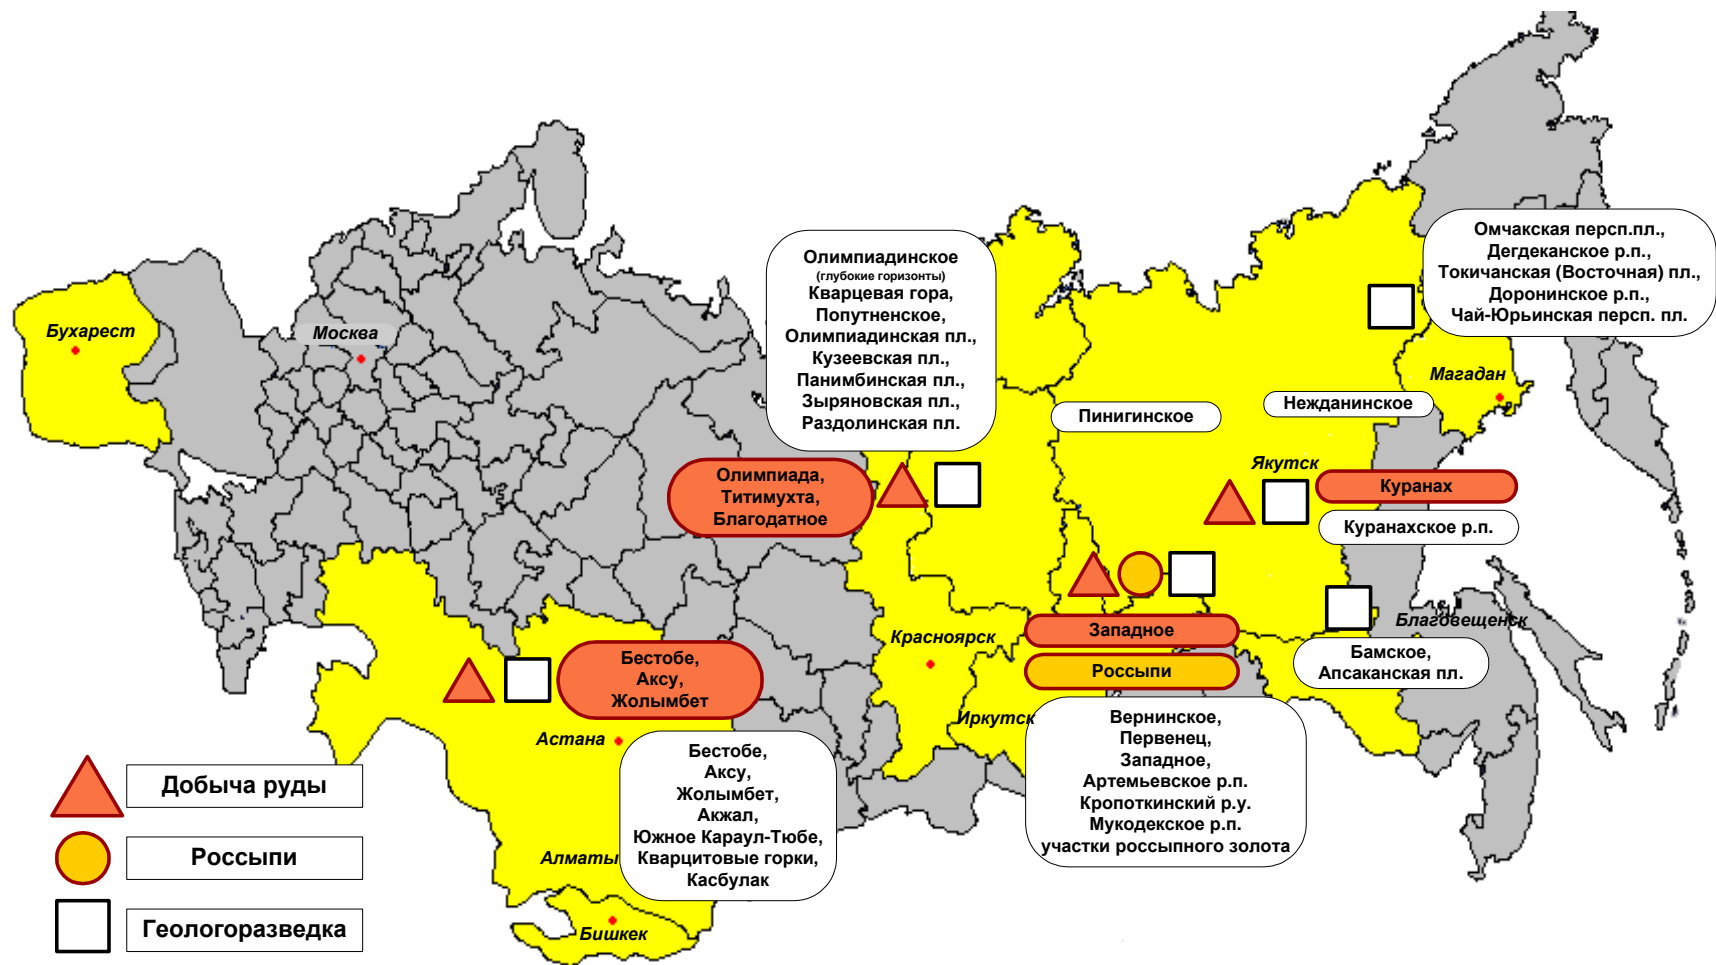 Омчакская персп.пл.,
Дегдеканское р.п.,
Токичанская (Восточная) пл.,
Доронинское р.п.,
Чай-Юрьинская персп. пл.
Олимпиадинское
(глубокие горизонты)
Кварцевая гора,
Попутненское,
Олимпиадинская пл.,
Кузеевская пл.,
Панимбинская пл.,
Зыряновская пл.,
Раздолинская пл.
Бухарест
Москва
Магадан
Нежданинское
Пинигинское
Якутск
Олимпиада,
Титимухта,
Благодатное
Куранах
Куранахское р.п.
Благовещенск
Красноярск
Западное
Россыпи
Бамское,
Апсаканская пл.
Бестобе,
Аксу,
Жолымбет
Иркутск
Вернинское,
Первенец,
Западное,
Артемьевское р.п.
Кропоткинский р.у.
Мукодекское р.п.
участки россыпного золота
Астана
Бестобе,
Аксу,
Жолымбет,
Акжал,
Южное Караул-Тюбе,
Кварцитовые горки,
Касбулак
Алматы
Бишкек
Добыча руды
Россыпи
Геологоразведка